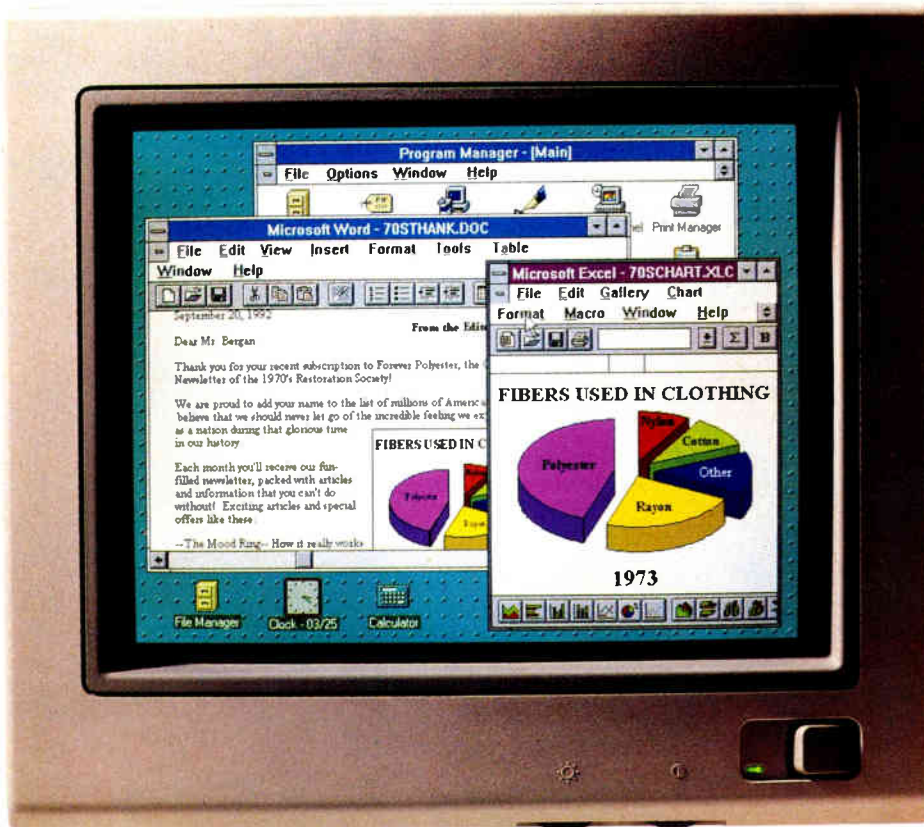 Program Manager - [Main]
File Options Window Help
Print Manager
Microsoft Word - 70STHANK.DOC
File Edit View Insert Format Tools Table
Window Help
September 20, 1992
From the
Dear Mr. Bergan
Thank you for your recent subscription to Forever Polyester, the
Newsletter of the 1970's Restoration Society!
We are proud to add your name to the list of millions of
believe that we should never let go of the incredible feeling we
as a nation during that glorious time
in our history
Each month you'll receive our fun-
filled newsletter, packed with articles
and information that you can't do
without! Exciting articles and special
offers like these
--The Mood Ring-- How it really works
FIBERS USED IN
Polyester
Microsoft Excel - 70SCHART.XLC
File Edit Gallery Chart
Format Macro Window Help
Σ B
FIBERS USED IN CLOTHING
Nylon
Cotton
Polyester
Other
Rayon
1973
File Manager
Clock - 03/25
Calculator